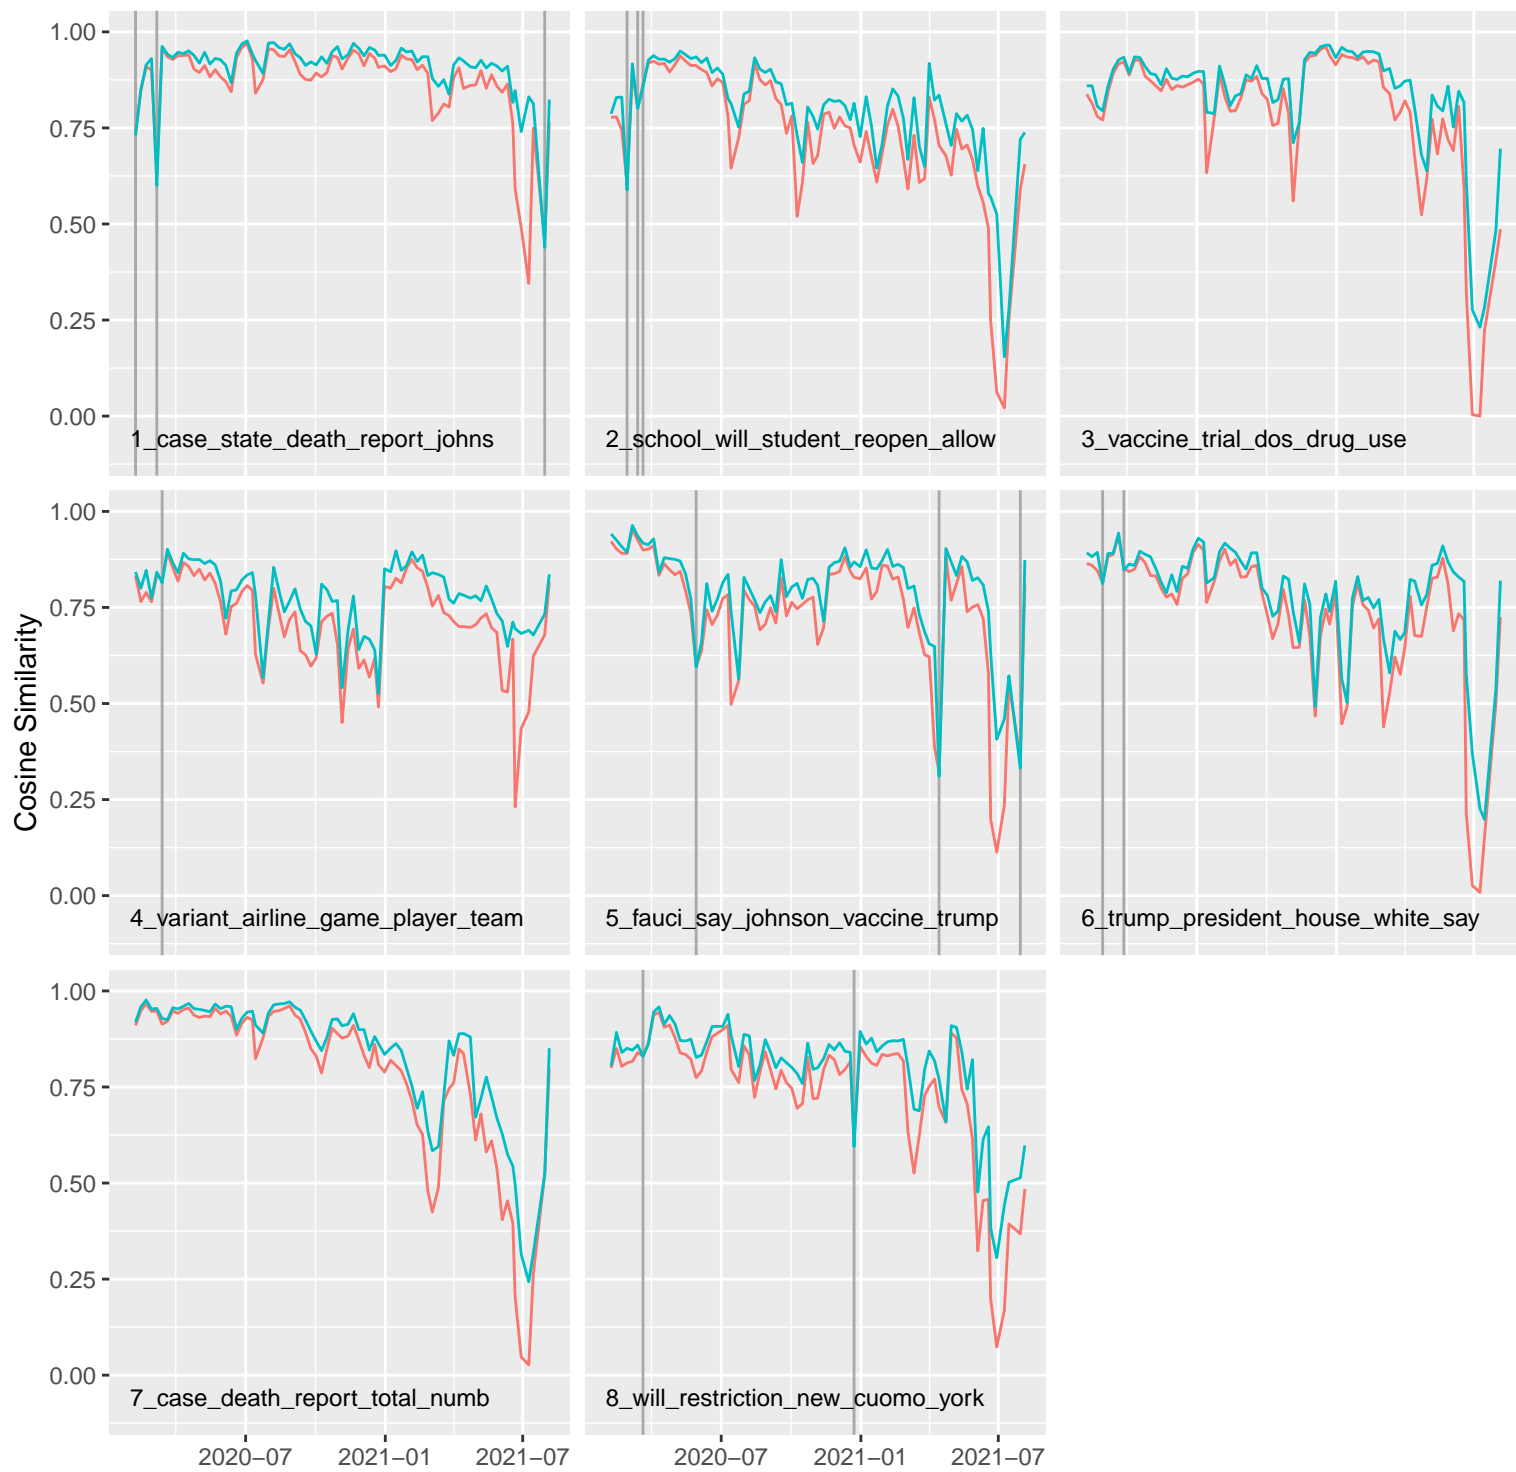 1.00
0.75
0.50
0.25
0.00
1_case_state_death_report_johns
2_school_will_student_reopen_allow
3_vaccine_trial_dos_drug_use
Cosine Similarity
1.00
0.75
0.50
0.25
0.00
4_variant_airline_game_player_team
5_fauci_say_johnson_vaccine_trump
6_trump_president_house_white_say
1.00
0.75
0.50
0.25
0.00
7_case_death_report_total_numb
8_will_restriction_new_cuomo_york
2020−07 2021−01 2021−07
2020−07 2021−01 2021−07